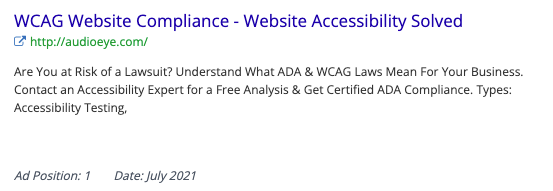 WCAG Website Compliance - Website Accessibility Solved
http://audioeye.com/
Are You at Risk of a Lawsuit? Understand What ADA & WCAG Laws Mean For Your Business.
Contact an Accessibility Expert for a Free Analysis & Get Certified ADA Compliance. Types:
Accessibility Testing,
Ad Position: 1 Date: July 2021